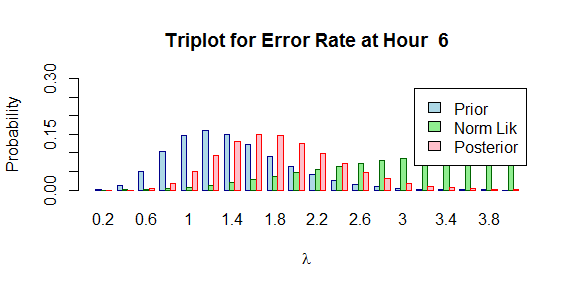 Triplot for Error Rate at Hour 6
Probability
0.30
0.15
0.00
Prior
Norm Lik
Posterior
0.2 0.6 1 1.4 1.8 2.2 2.6 3 3.4 3.8
λ